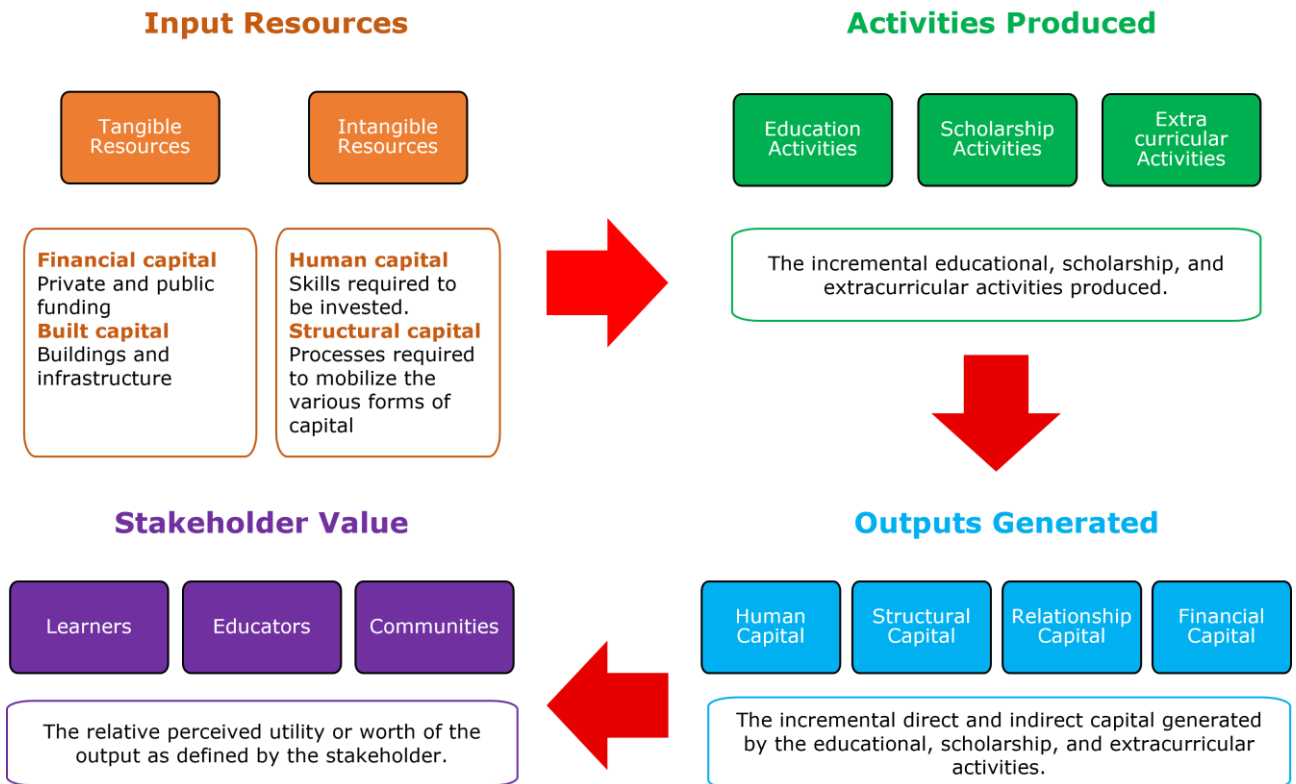 Input Resources
Tangible
Resources
Intangible
Resources
Financial capital
Private and public
funding
Built capital
Buildings and
infrastructure
Human capital
Skills required to
be invested.
Structural capital
Processes required
to mobilize the
various forms of
capital
Activities Produced
Education
Activities
Scholarship
Activities
Extra
curricular
Activities
The incremental educational, scholarship, and
extracurricular activities produced.
Outputs Generated
Human
Capital
Structural
Capital
Relationship
Capital
Financial
Capital
The incremental direct and indirect capital generated
by the educational, scholarship, and extracurricular
activities.
Stakeholder Value
Learners
Educators
Communities
The relative perceived utility or worth of the
output as defined by the stakeholder.